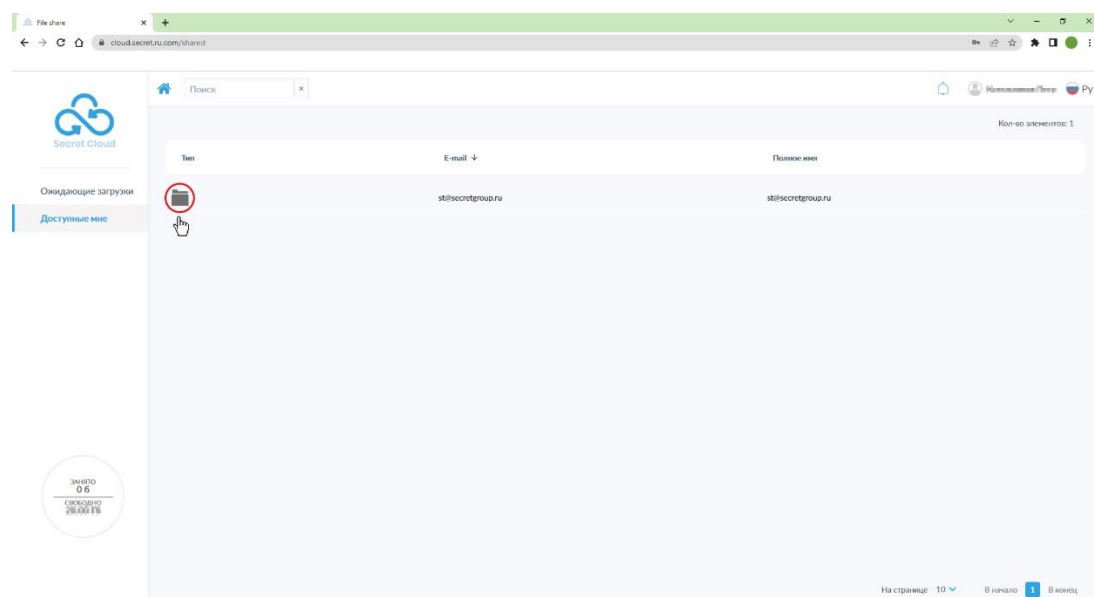 File share
cloud.secret.ru.com/shared
Поиск
Ру
Secret Cloud
Кол-во элементов: 1
Тип E-mail Полное имя
Ожидающие загрузки
st@secretgroup.ru st@secretgroup.ru
Доступные мне
ЗАНЯТО
0 б
СВОБОДНО
На странице 10 В начало 1 В конец